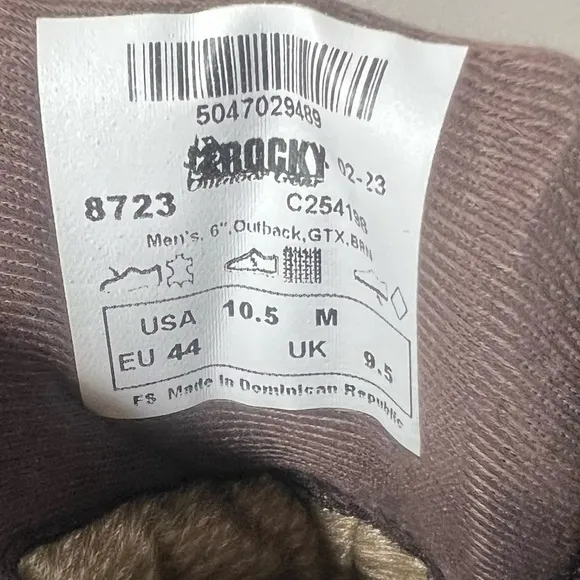 5047029489
ROCKY 02-23
Outdoor Gear
8723 C254198
Men's, 6",Outback,GTX,BRN
USA 10.5 M
EU 44 UK 9.5
FS Made In Dominican Republic